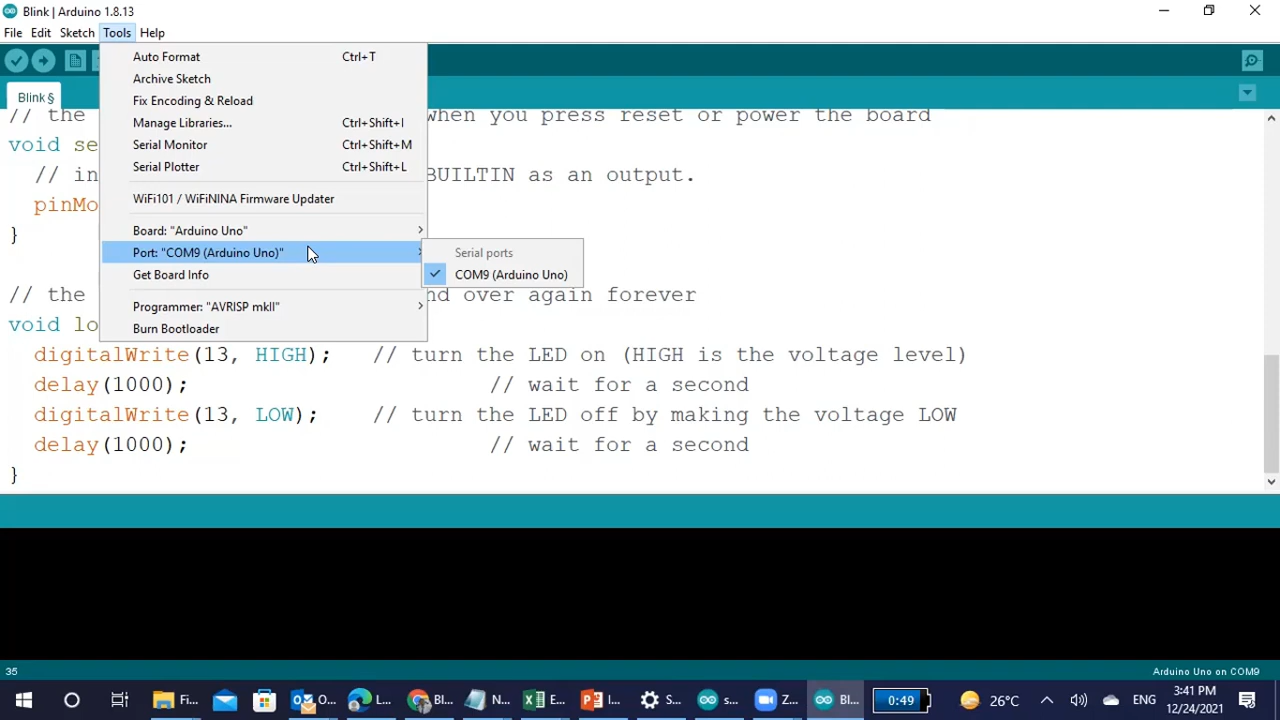 Blink | Arduino 1.8.13
File Edit Sketch Tools Help
Auto Format Ctrl+T
Archive Sketch
Fix Encoding & Reload
Manage Libraries... Ctrl+Shift+I
Serial Monitor Ctrl+Shift+M
Serial Plotter Ctrl+Shift+L
WiFi101 / WiFiNINA Firmware Updater
Board: "Arduino Uno"
Port: "COM9 (Arduino Uno)"
Get Board Info
Programmer: "AVRISP mkII"
Burn Bootloader
Serial ports
COM9 (Arduino Uno)
Blink §
// the when you press reset or power the board
void se
// in BUILTIN as an output.
pinMo
}
// the nd over again forever
void lo
digitalWrite(13, HIGH); // turn the LED on (HIGH is the voltage level)
delay(1000); // wait for a second
digitalWrite(13, LOW); // turn the LED off by making the voltage LOW
delay(1000); // wait for a second
}
35 Arduino Uno on COM9
Fi... O... L... Bl... N... E... I... S... s... Z... Bl... 0:49 26°C ENG 3:41 PM
12/24/2021